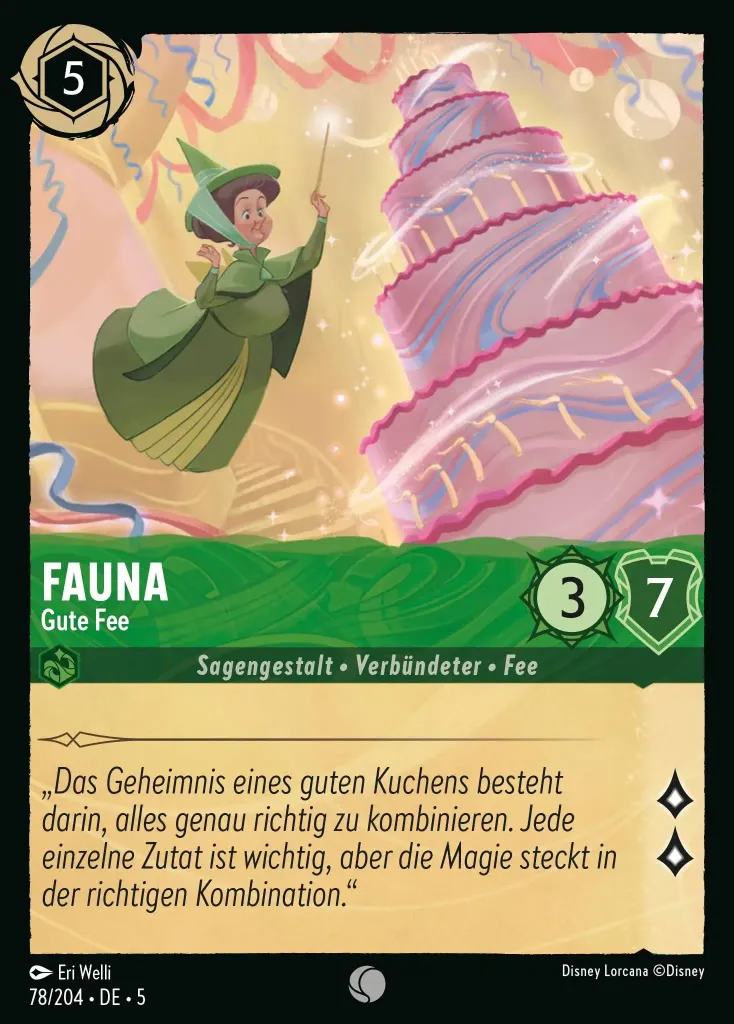 5
FAUNA
Gute Fee
3
7
Sagengestalt • Verbündeter • Fee
„Das Geheimnis eines guten Kuchens besteht
darin, alles genau richtig zu kombinieren. Jede
einzelne Zutat ist wichtig, aber die Magie steckt in
der richtigen Kombination.“
Eri Welli
Disney Lorcana ©Disney
78/204 • DE • 5